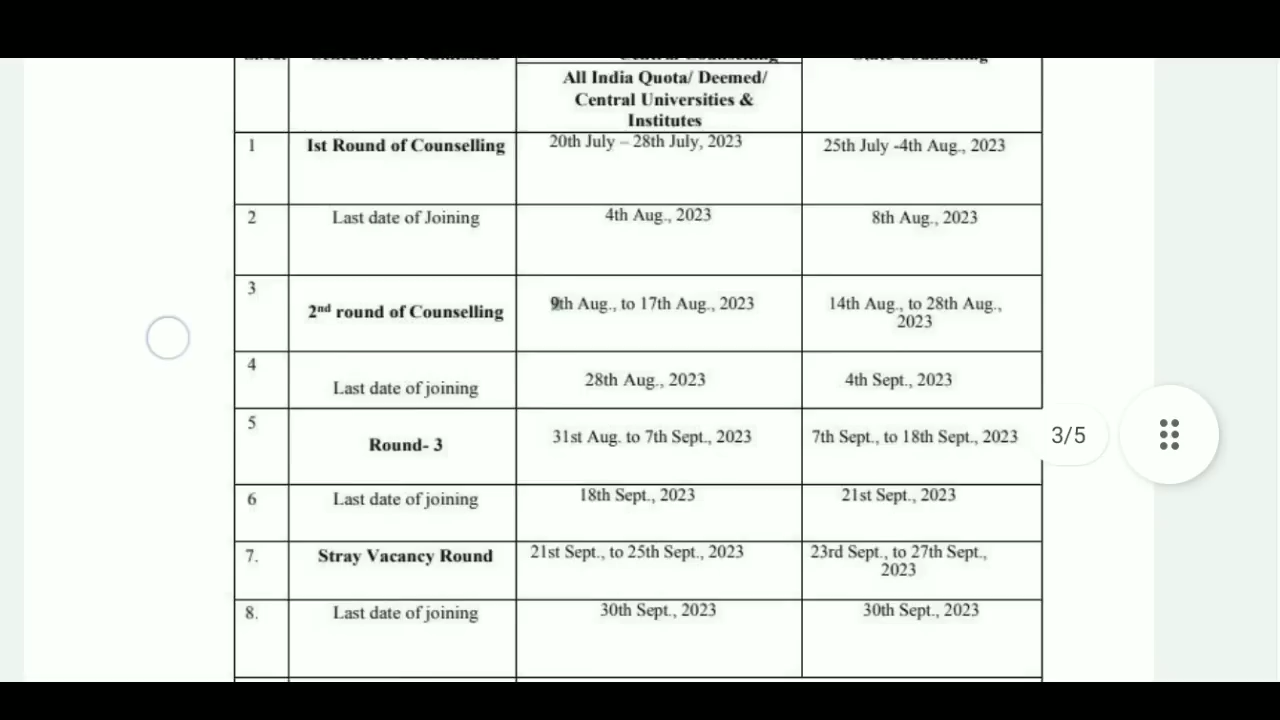 All India Quota/ Deemed/
Central Universities &
Institutes
1 Ist Round of Counselling 20th July – 28th July, 2023 25th July -4th Aug., 2023
2 Last date of Joining 4th Aug., 2023 8th Aug., 2023
3 2nd round of Counselling 9th Aug., to 17th Aug., 2023 14th Aug., to 28th Aug.,
2023
4 Last date of joining 28th Aug., 2023 4th Sept., 2023
5 Round- 3 31st Aug. to 7th Sept., 2023 7th Sept., to 18th Sept., 2023
3/5
6 Last date of joining 18th Sept., 2023 21st Sept., 2023
7. Stray Vacancy Round 21st Sept., to 25th Sept., 2023 23rd Sept., to 27th Sept.,
2023
8. Last date of joining 30th Sept., 2023 30th Sept., 2023